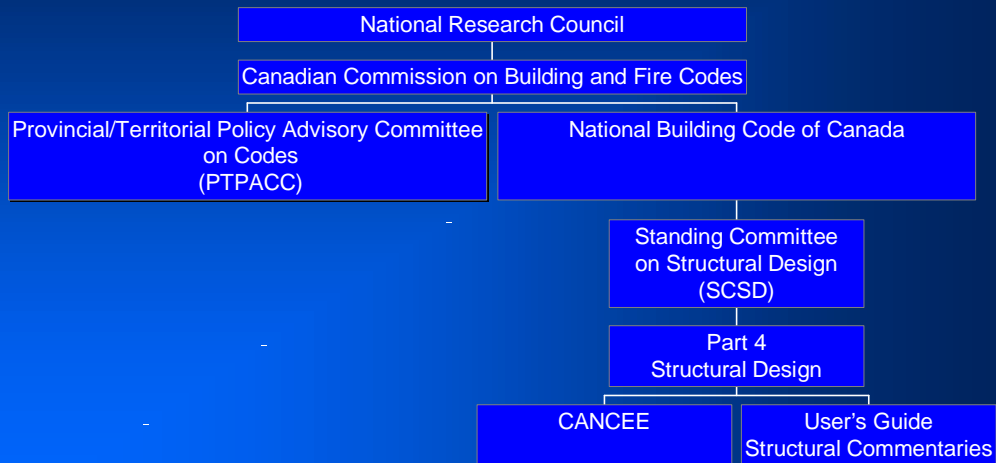 National Research Council
Canadian Commission on Building and Fire Codes
Provincial/Territorial Policy Advisory Committee
on Codes
(PTPACC)
National Building Code of Canada
Standing Committee
on Structural Design
(SCSD)
Part 4
Structural Design
CANCEE
User's Guide
Structural Commentaries